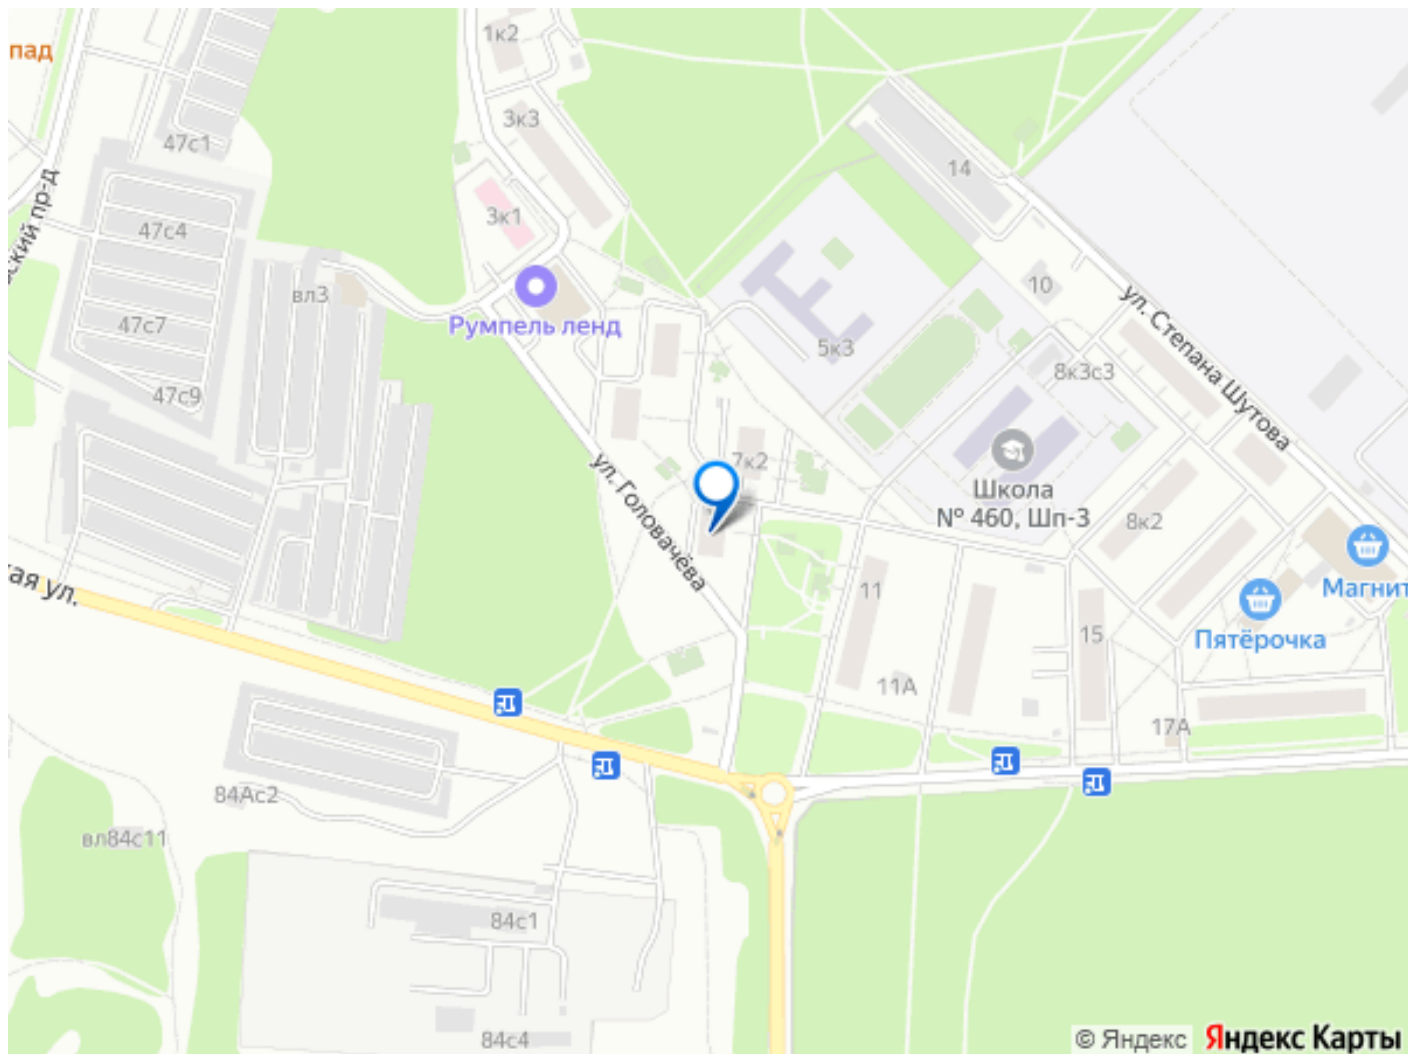 пад
1к2
3к3
47с1
14
3к1
47с4
вл3
10
Румпель ленд
47с7
5к3
8к3с3
47с9
ул. Степана Шутова
7к2
ул. Головачёва
Школа
№ 460, Шп-3
8к2
Магнит
11
Пятёрочка
15
кая ул.
11А
17А
84Ас2
вл84с11
84с1
84с4
ский пр-д
© Яндекс Яндекс Карты